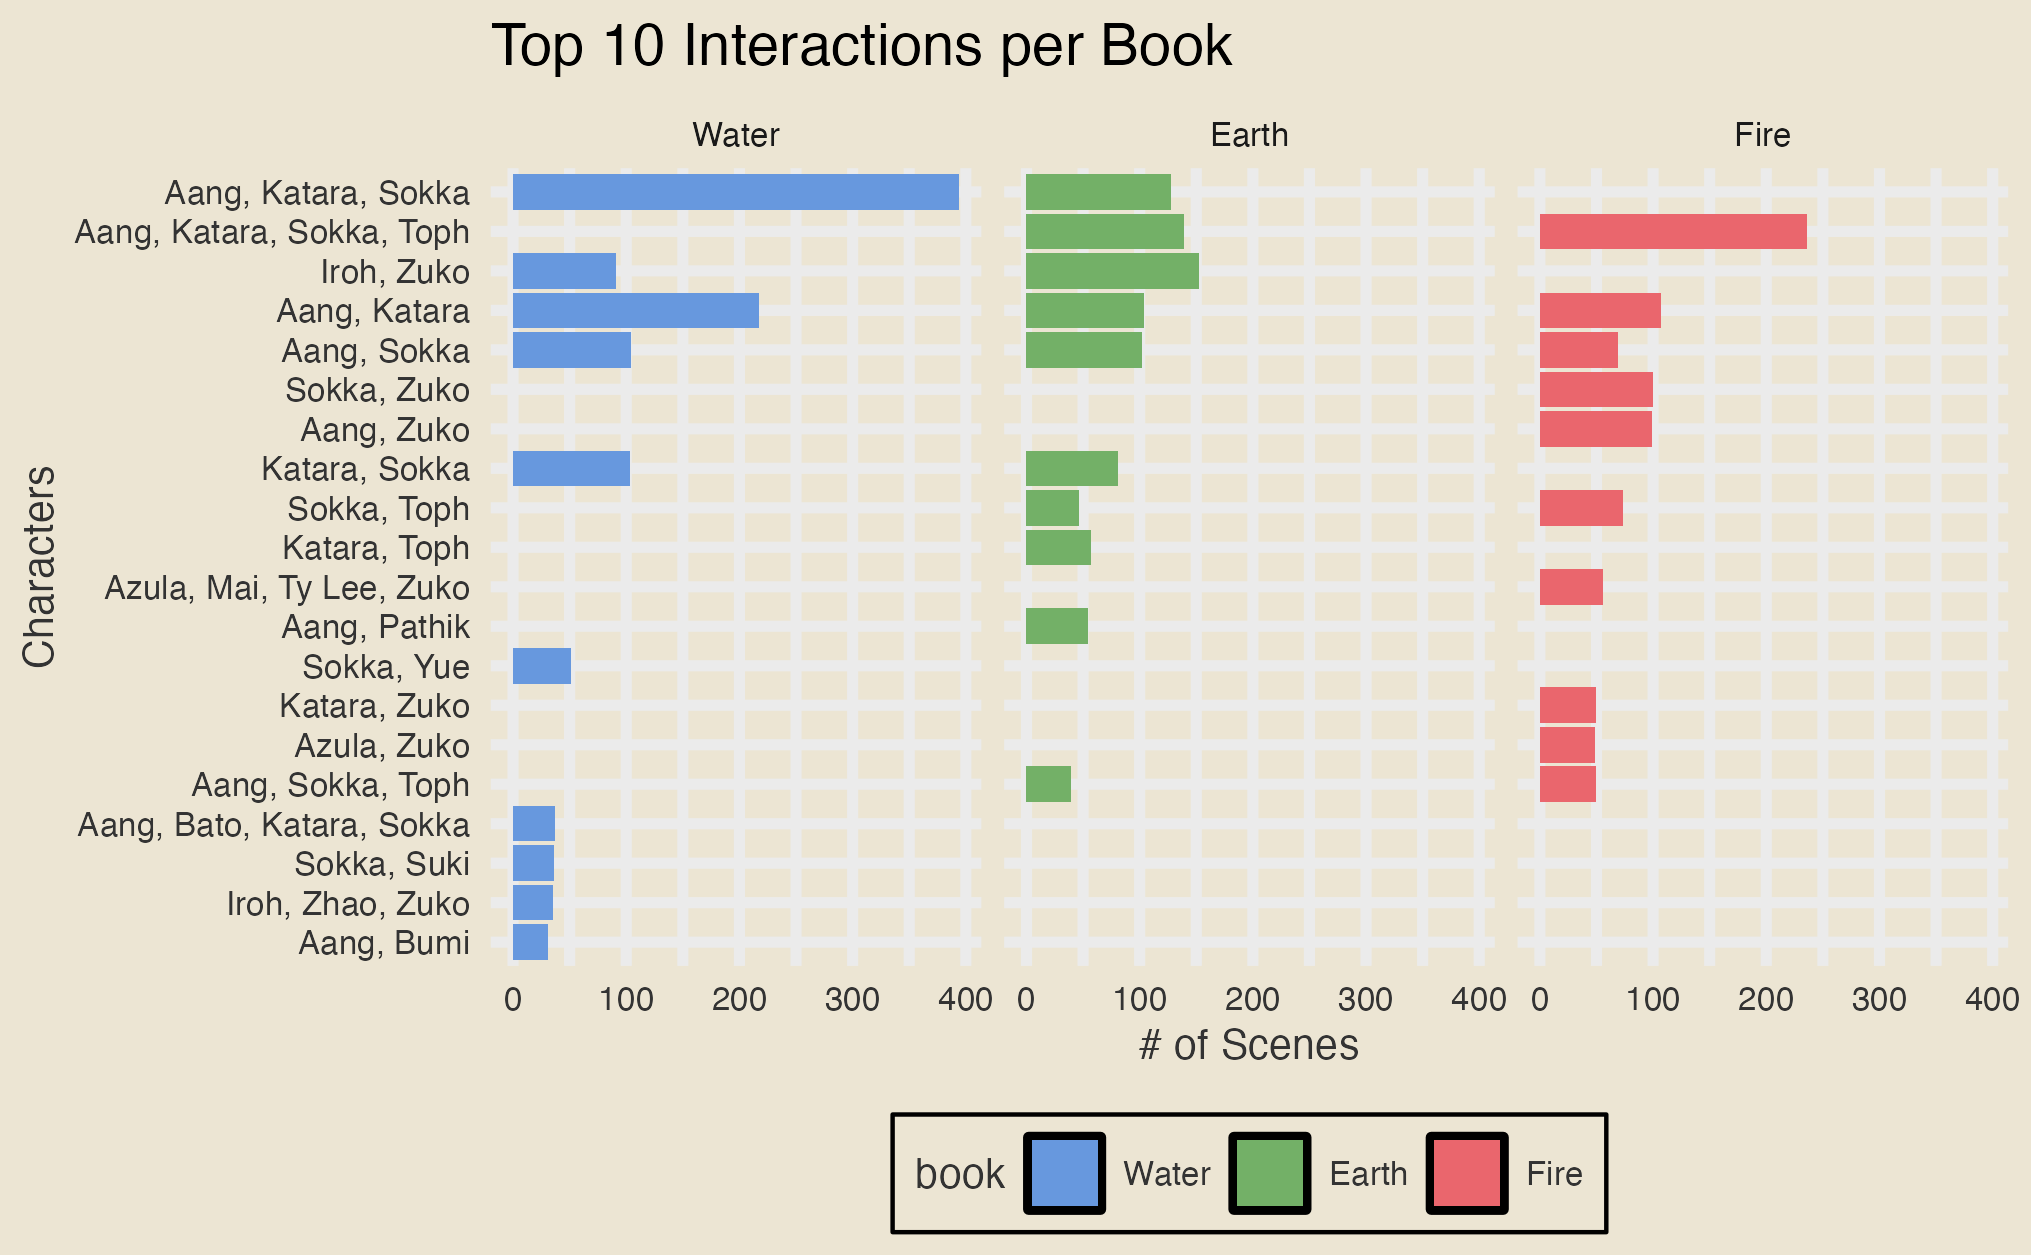 Top 10 Interactions per Book
Water Earth Fire
Aang, Katara, Sokka
Aang, Katara, Sokka, Toph
Iroh, Zuko
Aang, Katara
Aang, Sokka
Sokka, Zuko
Aang, Zuko
Katara, Sokka
Sokka, Toph
Katara, Toph
Azula, Mai, Ty Lee, Zuko
Aang, Pathik
Sokka, Yue
Katara, Zuko
Azula, Zuko
Aang, Sokka, Toph
Aang, Bato, Katara, Sokka
Sokka, Suki
Iroh, Zhao, Zuko
Aang, Bumi
Characters
0 100 200 300 400 0 100 200 300 400 0 100 200 300 400
# of Scenes
book Water Earth Fire